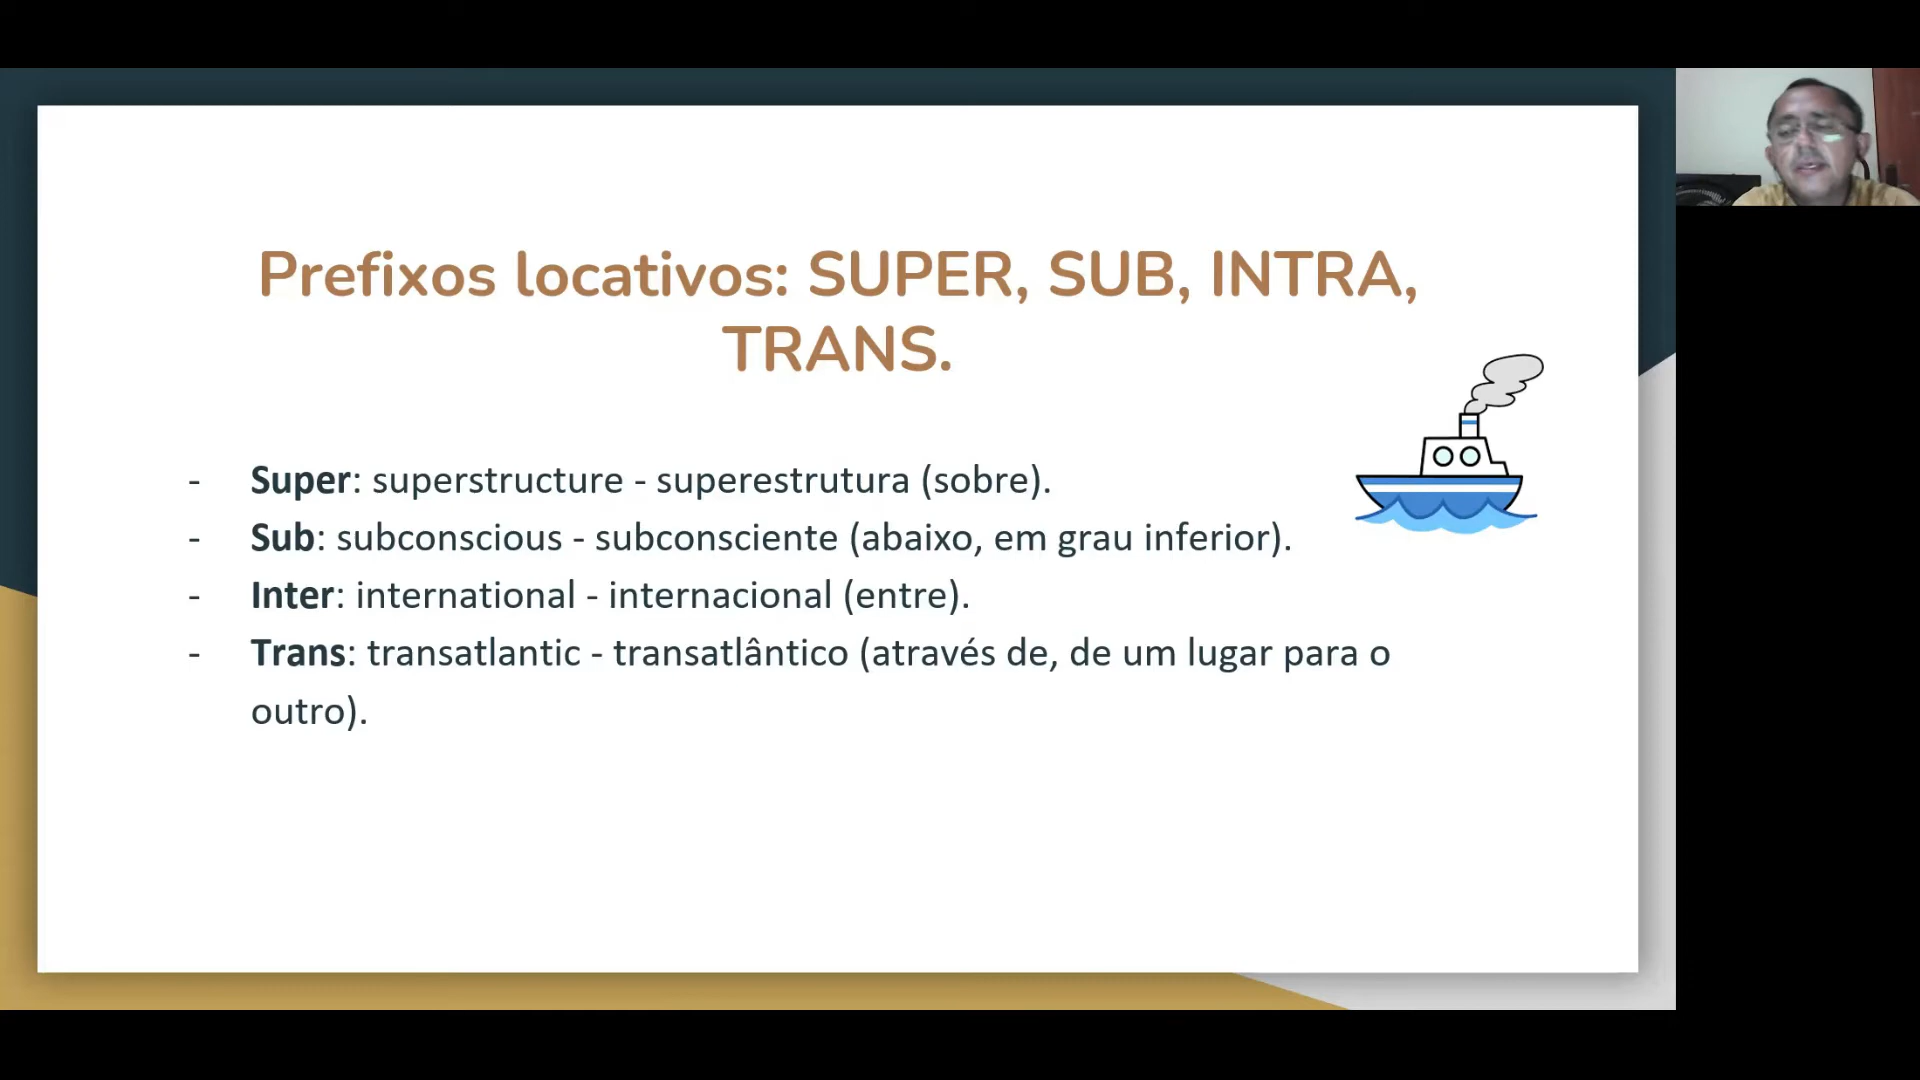 Prefixos locativos: SUPER, SUB, INTRA,
TRANS.
- Super: superstructure - superestrutura (sobre).
- Sub: subconscious - subconsciente (abaixo, em grau inferior).
- Inter: international - internacional (entre).
- Trans: transatlantic - transatlântico (através de, de um lugar para o
outro).